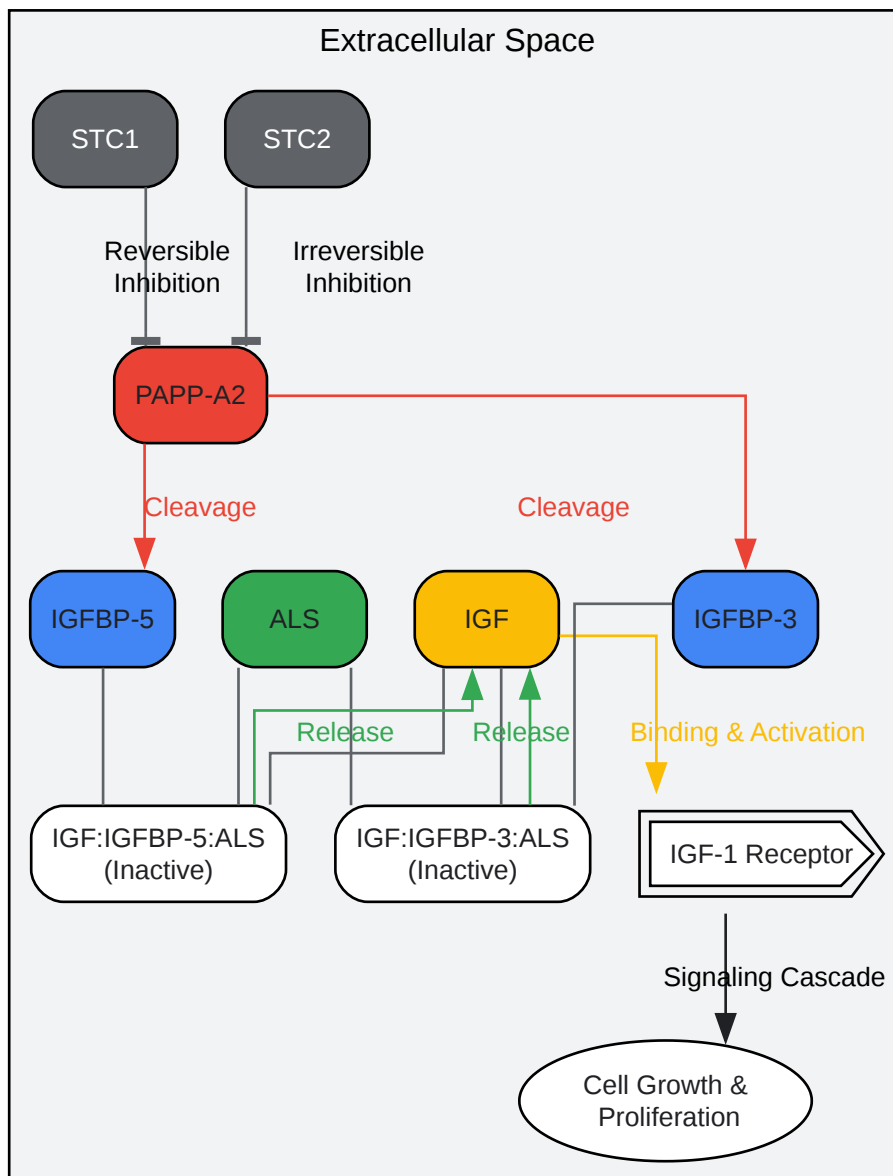 Extracellular Space
STC1
STC2
Reversible
Inhibition
Irreversible
Inhibition
PAPP-A2
Cleavage
Cleavage
IGFBP-5
ALS
IGF
IGFBP-3
Release
Release
Binding & Activation
IGF:IGFBP-5:ALS
(Inactive)
IGF:IGFBP-3:ALS
(Inactive)
IGF-1 Receptor
Signaling Cascade
Cell Growth &
Proliferation